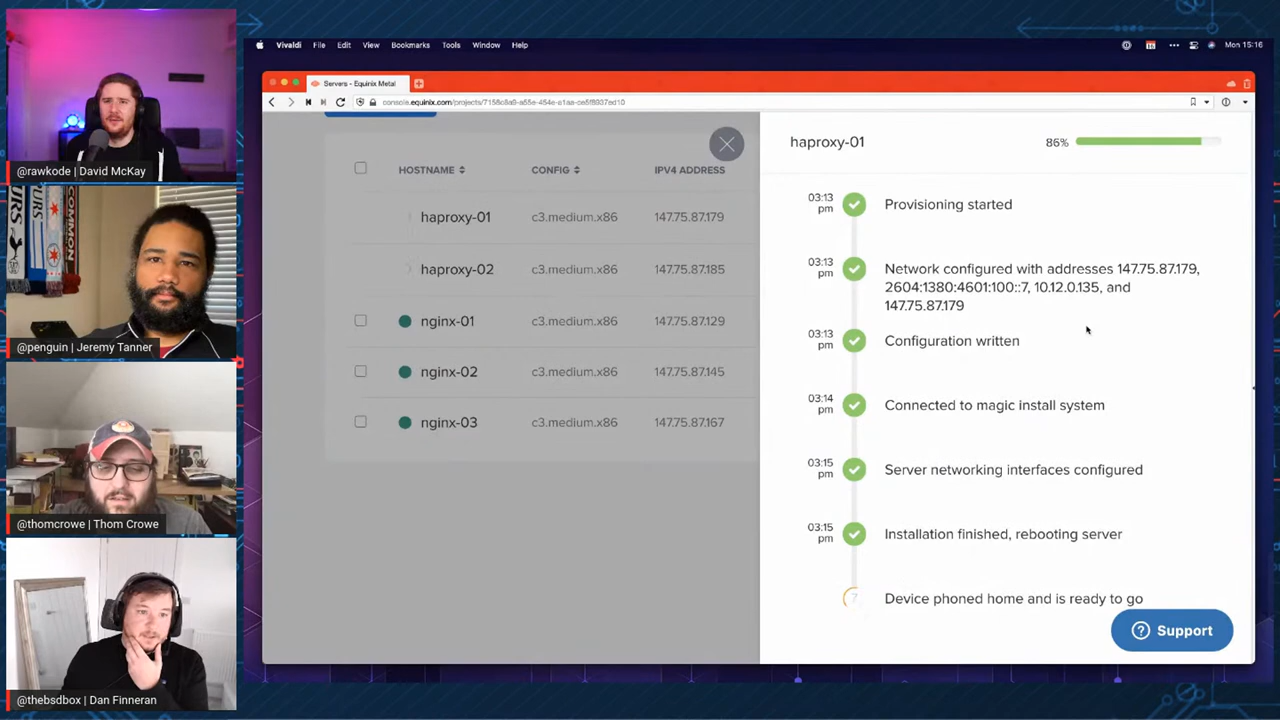 @rawkode | David McKay
URS
COMMON
@penguin | Jeremy Tanner
@thomcrowe | Thom Crowe
@thebsdbox | Dan Finneran
Vivaldi File Edit View Bookmarks Tools Window Help
Mon 15:16
Servers - Equinix Metal
HOSTNAME CONFIG IPV4 ADDRESS
haproxy-01 c3.medium.x86 147.75.87.179
haproxy-02 c3.medium.x86 147.75.87.185
nginx-01 c3.medium.x86 147.75.87.129
nginx-02 c3.medium.x86 147.75.87.145
nginx-03 c3.medium.x86 147.75.87.167
haproxy-01 86%
03:13 pm Provisioning started
03:13 pm Network configured with addresses 147.75.87.179,
2604:1380:4601:100::7, 10.12.0.135, and
147.75.87.179
03:13 pm Configuration written
03:14 pm Connected to magic install system
03:15 pm Server networking interfaces configured
03:15 pm Installation finished, rebooting server
7 Device phoned home and is ready to go
Support